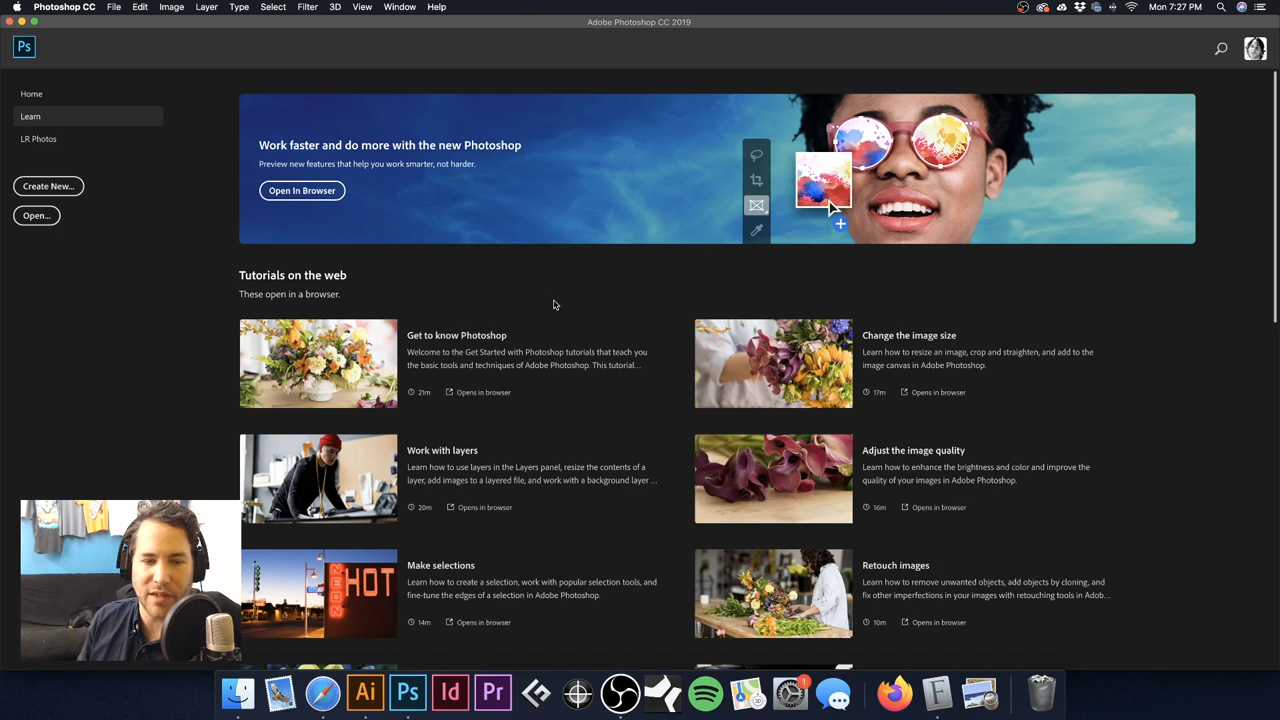 Photoshop CC File Edit Image Layer Type Select Filter 3D View Window Help Mon 7:27 PM
Adobe Photoshop CC 2019
Ps
Home
Learn
LR Photos
Create New...
Open...
Work faster and do more with the new Photoshop
Preview new features that help you work smarter, not harder.
Open In Browser
Tutorials on the web
These open in a browser.
Get to know Photoshop
Welcome to the Get Started with Photoshop tutorials that teach you
the basic tools and techniques of Adobe Photoshop. This tutorial...
21m Opens in browser
Change the image size
Learn how to resize an image, crop and straighten, and add to the
image canvas in Adobe Photoshop.
17m Opens in browser
Work with layers
Learn how to use layers in the Layers panel, resize the contents of a
layer, add images to a layered file, and work with a background layer ...
20m Opens in browser
Adjust the image quality
Learn how to enhance the brightness and color and improve the
quality of your images in Adobe Photoshop.
16m Opens in browser
HOT
Make selections
Learn how to create a selection, work with popular selection tools, and
fine-tune the edges of a selection in Adobe Photoshop.
14m Opens in browser
Retouch images
Learn how to remove unwanted objects, add objects by cloning, and
fix other imperfections in your images with retouching tools in Adob...
10m Opens in browser
Ai Ps Id Pr 1 F